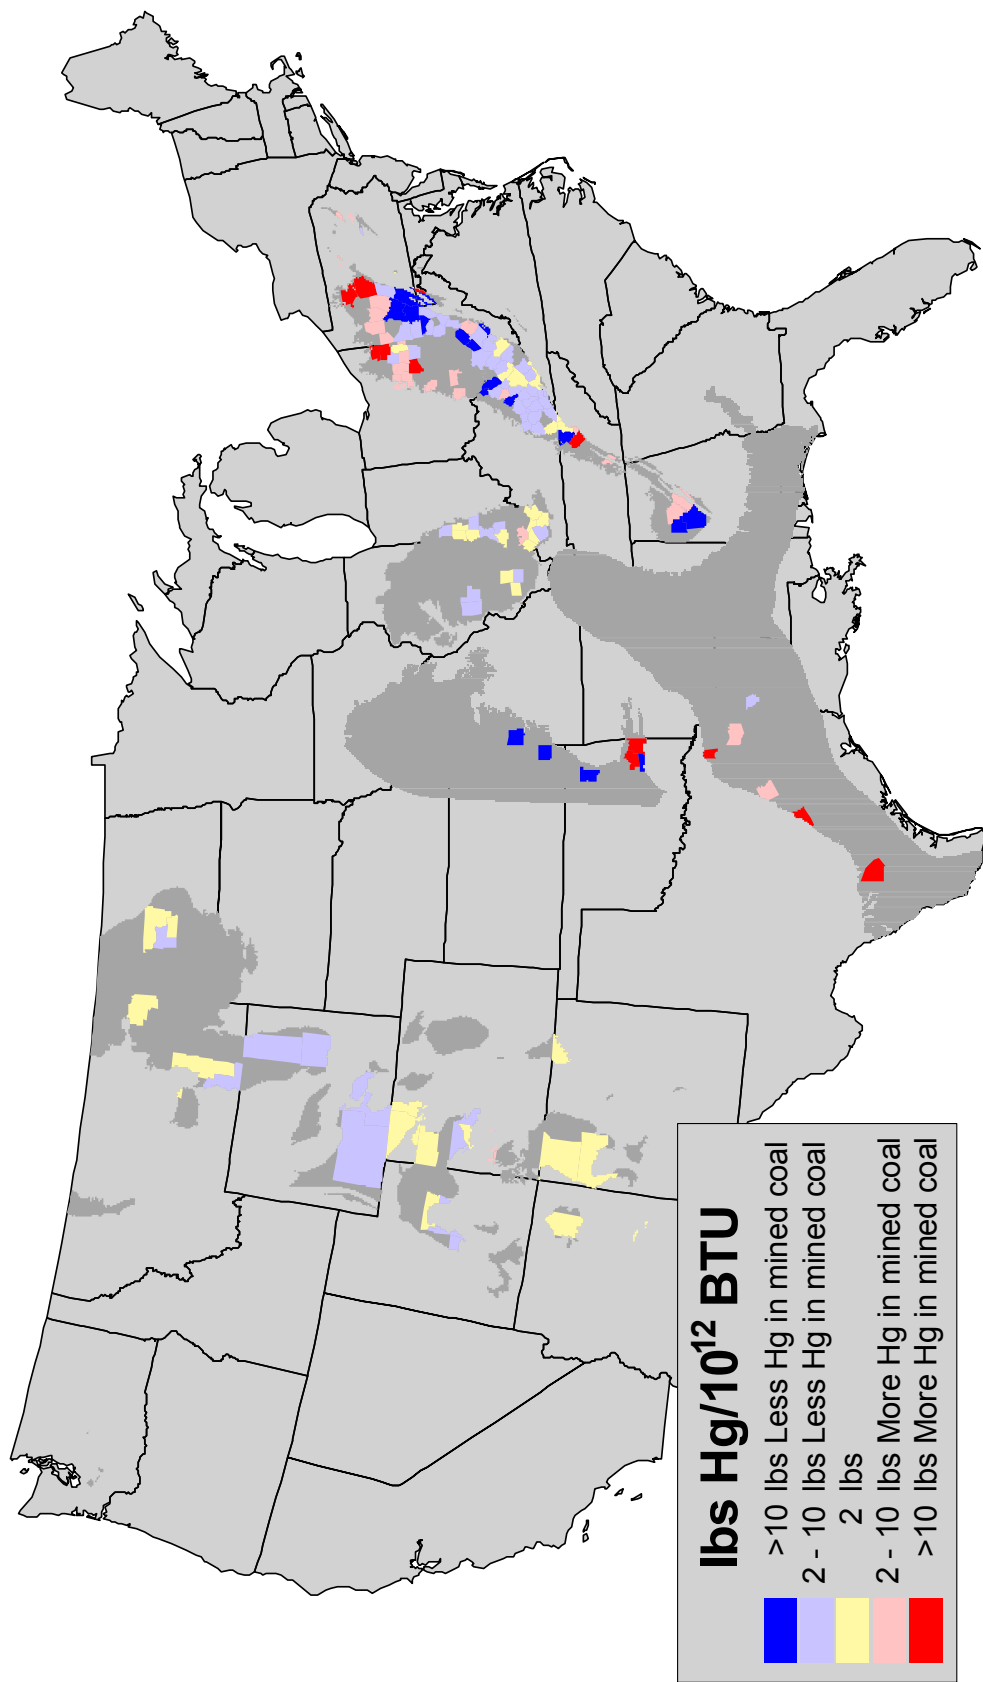 lbs Hg/10¹² BTU
>10 lbs Less Hg in mined coal
2 - 10 lbs Less Hg in mined coal
2 lbs
2 - 10 lbs More Hg in mined coal
>10 lbs More Hg in mined coal